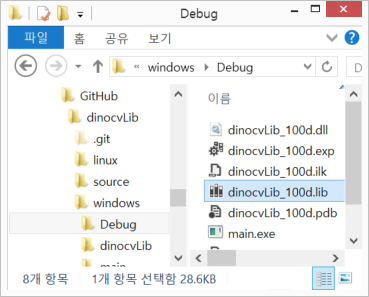 Debug
파일 홈 공유 보기
« windows ▸ Debug
GitHub
dinocvLib
.git
linux
source
windows
Debug
dinocvLib
main
이름
dinocvLib_100d.dll
dinocvLib_100d.exp
dinocvLib_100d.ilk
dinocvLib_100d.lib
dinocvLib_100d.pdb
main.exe
8개 항목 1개 항목 선택함 28.6KB